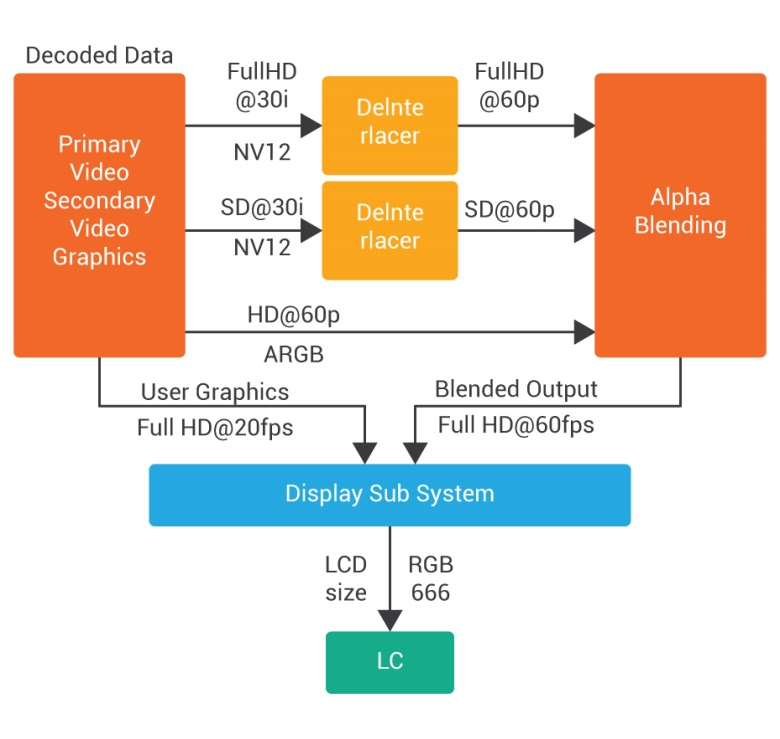 Decoded Data
Primary
Video
Secondary
Video
Graphics
FullHD
@30i
NV12
DeInte
rlacer
FullHD
@60p
SD@30i
NV12
DeInte
rlacer
SD@60p
HD@60p
ARGB
Alpha
Blending
User Graphics
Full HD@20fps
Blended Output
Full HD@60fps
Display Sub System
LCD
size
RGB
666
LC